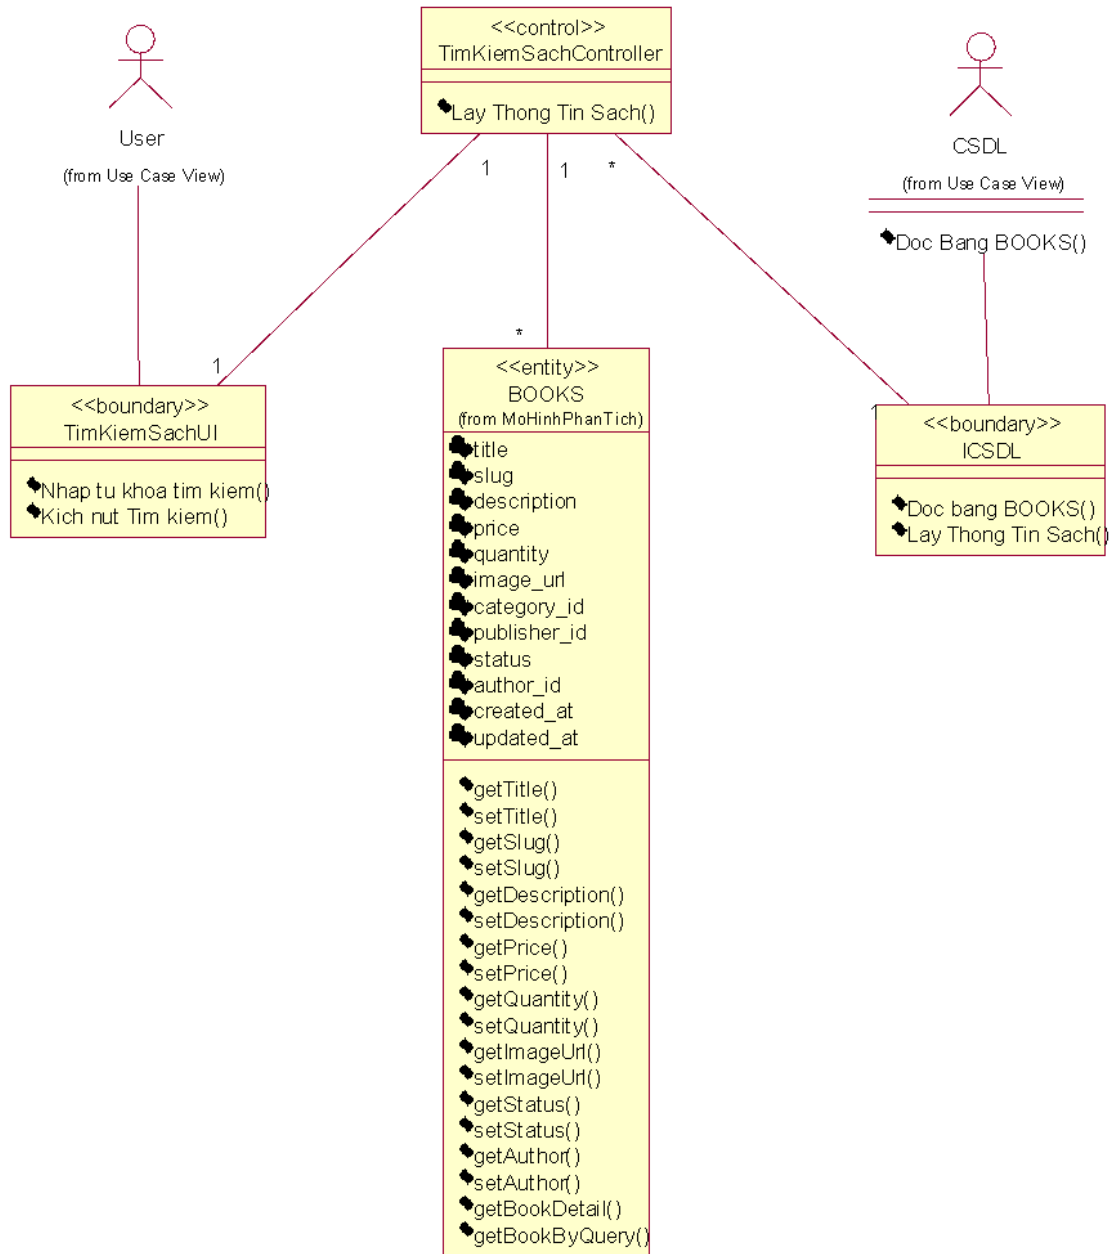 <<control>>
TimKiemSachController
Lay Thong Tin Sach()
User
(from Use Case View)
CSDL
(from Use Case View)
Doc Bang BOOKS()
1
1
*
*
1
<<boundary>>
TimKiemSachUI
Nhap tu khoa tim kiem()
Kich nut Tim kiem()
<<entity>>
BOOKS
(from MoHinhPhanTich)
title
slug
description
price
quantity
image_url
category_id
publisher_id
status
author_id
created_at
updated_at
getTitle()
setTitle()
getSlug()
setSlug()
getDescription()
setDescription()
getPrice()
setPrice()
getQuantity()
setQuantity()
getImageUrl()
setImageUrl()
getStatus()
setStatus()
getAuthor()
setAuthor()
getBookDetail()
getBookByQuery()
<<boundary>>
ICSDL
Doc bang BOOKS()
Lay Thong Tin Sach()